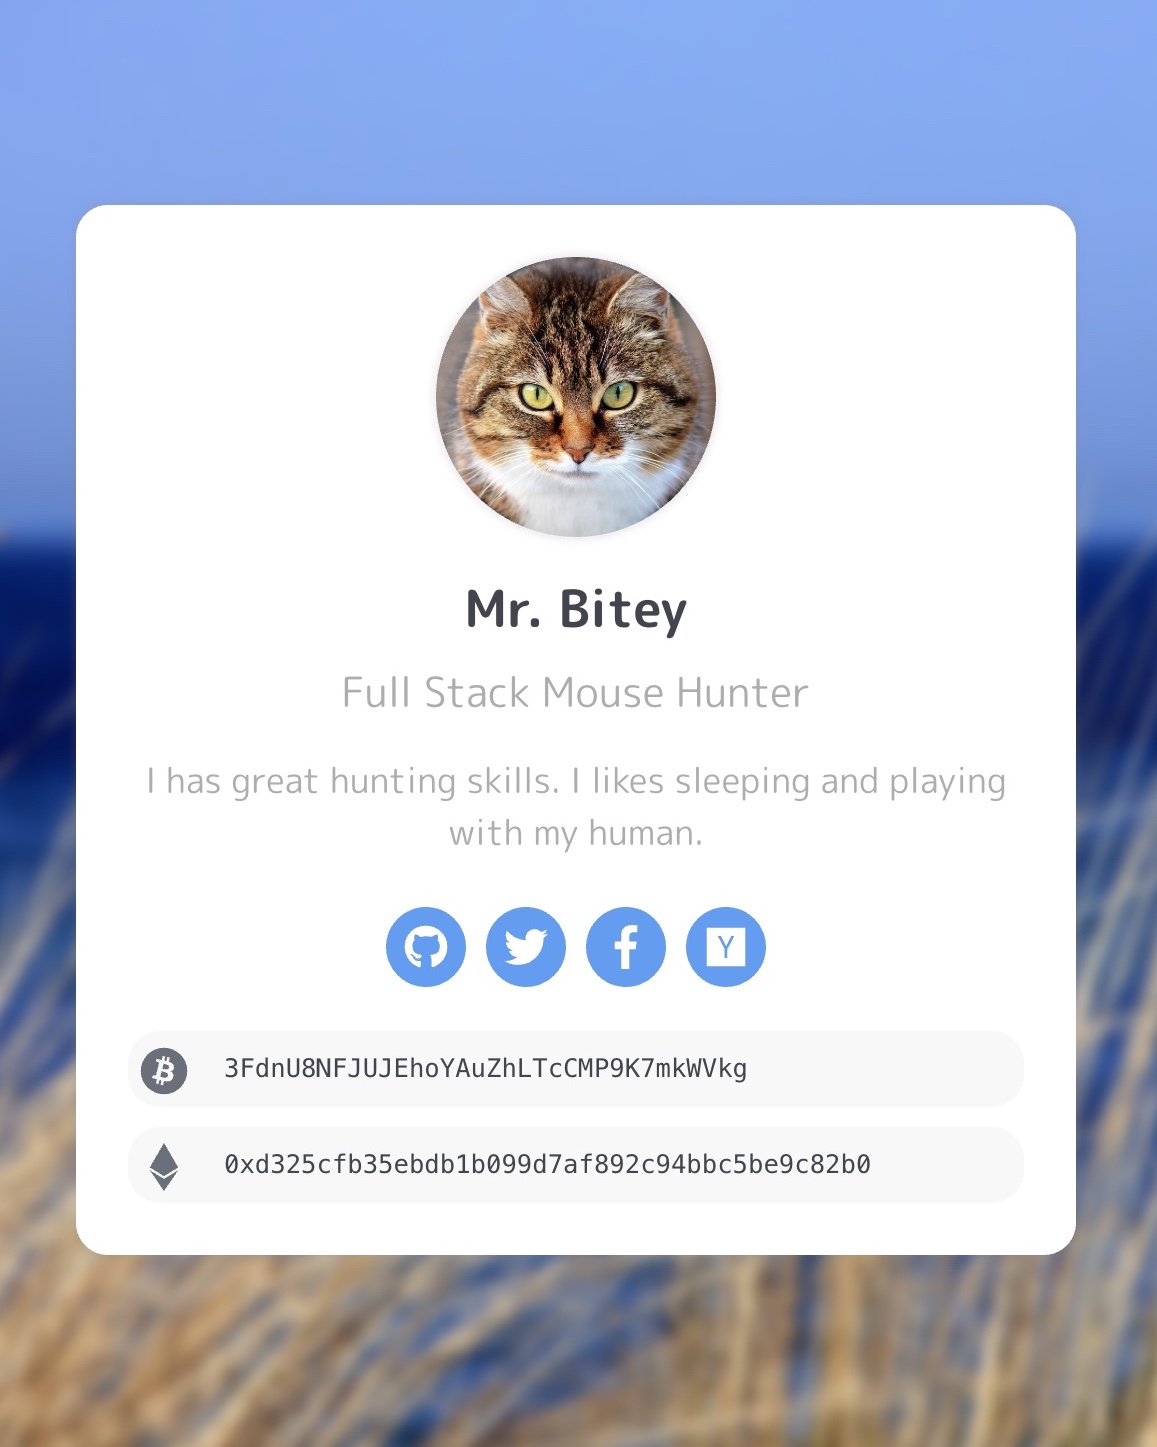 Mr. Bitey
Full Stack Mouse Hunter
I has great hunting skills. I likes sleeping and playing
with my human.
Y
3FdnU8NFJUJEhoYAuZhLTcCMP9K7mkWVkg
0xd325cfb35ebdb1b099d7af892c94bbc5be9c82b0